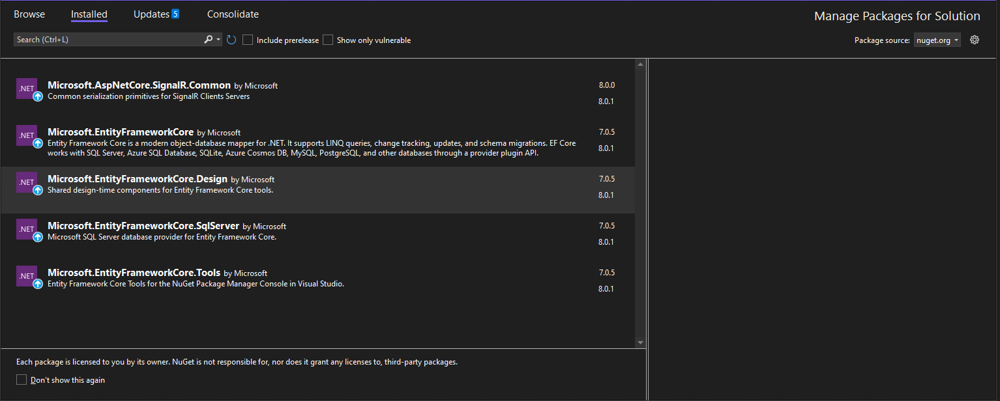 Browse Installed Updates 5 Consolidate Manage Packages for Solution
Search (Ctrl+L) Include prerelease Show only vulnerable Package source: nuget.org
.NET Microsoft.AspNetCore.SignalR.Common by Microsoft 8.0.0
Common serialization primitives for SignalR Clients Servers
8.0.1
.NET Microsoft.EntityFrameworkCore by Microsoft 7.0.5
Entity Framework Core is a modern object-database mapper for .NET. It supports LINQ queries, change tracking, updates, and schema migrations. EF Core
works with SQL Server, Azure SQL Database, SQLite, Azure Cosmos DB, MySQL, PostgreSQL, and other databases through a provider plugin API.
8.0.1
.NET Microsoft.EntityFrameworkCore.Design by Microsoft 7.0.5
Shared design-time components for Entity Framework Core tools.
8.0.1
.NET Microsoft.EntityFrameworkCore.SqlServer by Microsoft 7.0.5
Microsoft SQL Server database provider for Entity Framework Core.
8.0.1
.NET Microsoft.EntityFrameworkCore.Tools by Microsoft 7.0.5
Entity Framework Core Tools for the NuGet Package Manager Console in Visual Studio.
8.0.1
Each package is licensed to you by its owner. NuGet is not responsible for, nor does it grant any licenses to, third-party packages.
Don't show this again